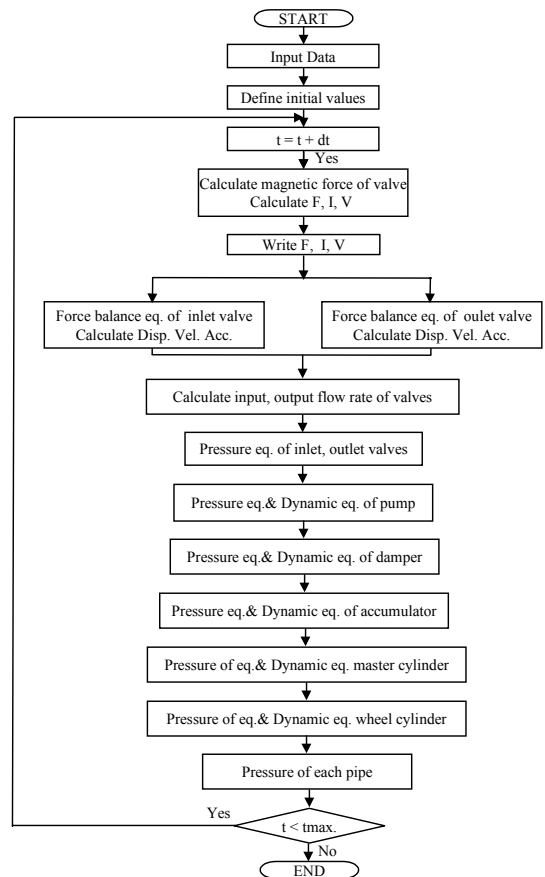 START
Input Data
Define initial values
t = t + dt
Yes
Calculate magnetic force of valve
Calculate F, I, V
Write F, I, V
Force balance eq. of inlet valve
Calculate Disp. Vel. Acc.
Force balance eq. of oulet valve
Calculate Disp. Vel. Acc.
Calculate input, output flow rate of valves
Pressure eq. of inlet, outlet valves
Pressure eq.& Dynamic eq. of pump
Pressure eq.& Dynamic eq. of damper
Pressure eq.& Dynamic eq. of accumulator
Pressure of eq.& Dynamic eq. master cylinder
Pressure of eq.& Dynamic eq. wheel cylinder
Pressure of each pipe
Yes
t < tmax.
No
END